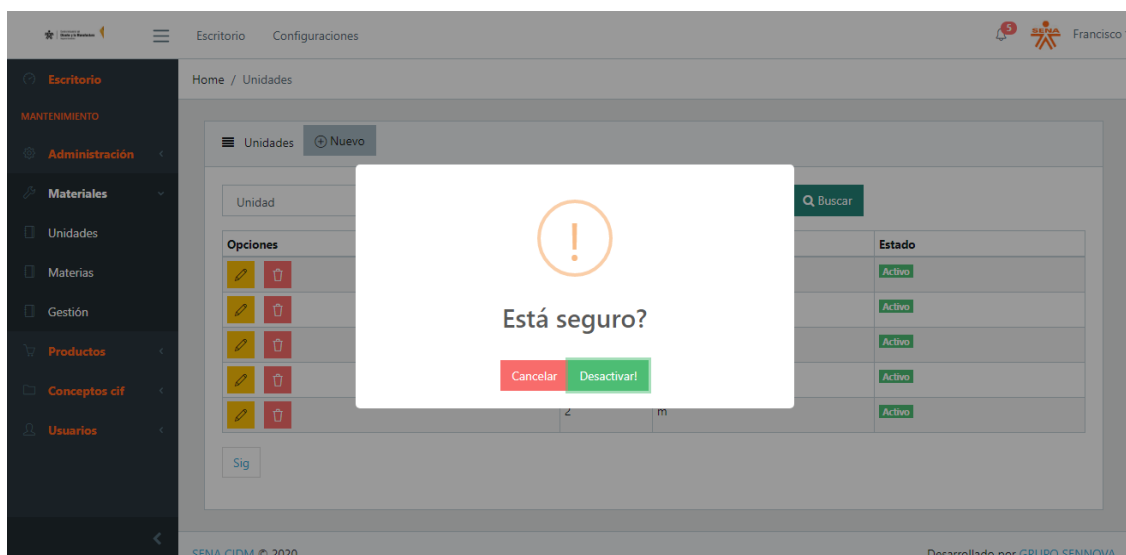 Escritorio Configuraciones 5 SENA Francisco
Escritorio
MANTENIMIENTO
Administración
Materiales
Unidades
Materias
Gestión
Productos
Conceptos cif
Usuarios
Home / Unidades
Unidades Nuevo
Unidad Buscar
Opciones Estado
Activo
Activo
Activo
Activo
2 m Activo
Sig
!
Está seguro?
Cancelar Desactivar!
SENA CIDM © 2020 Desarrollado por GRUPO SENNOVA